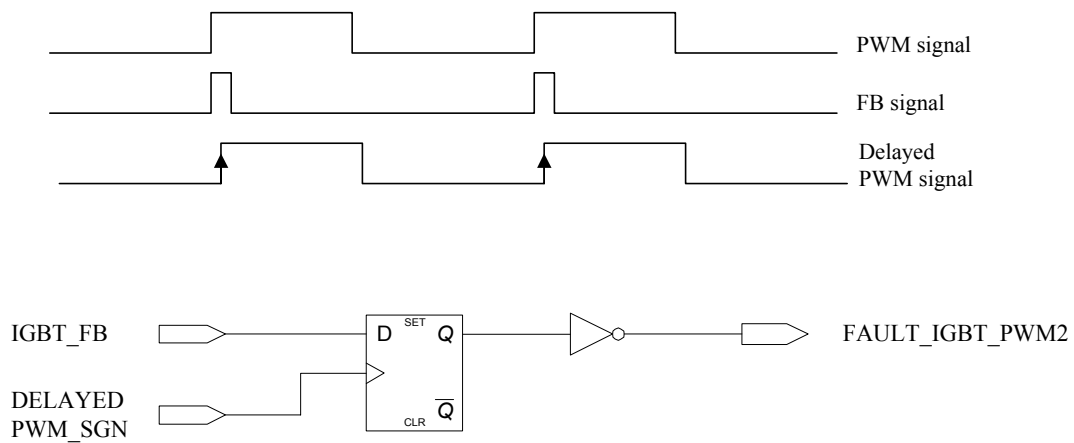 PWM signal
FB signal
Delayed
PWM signal
IGBT_FB
D
SET
Q
FAULT_IGBT_PWM2
DELAYED
PWM_SGN
CLR
Q